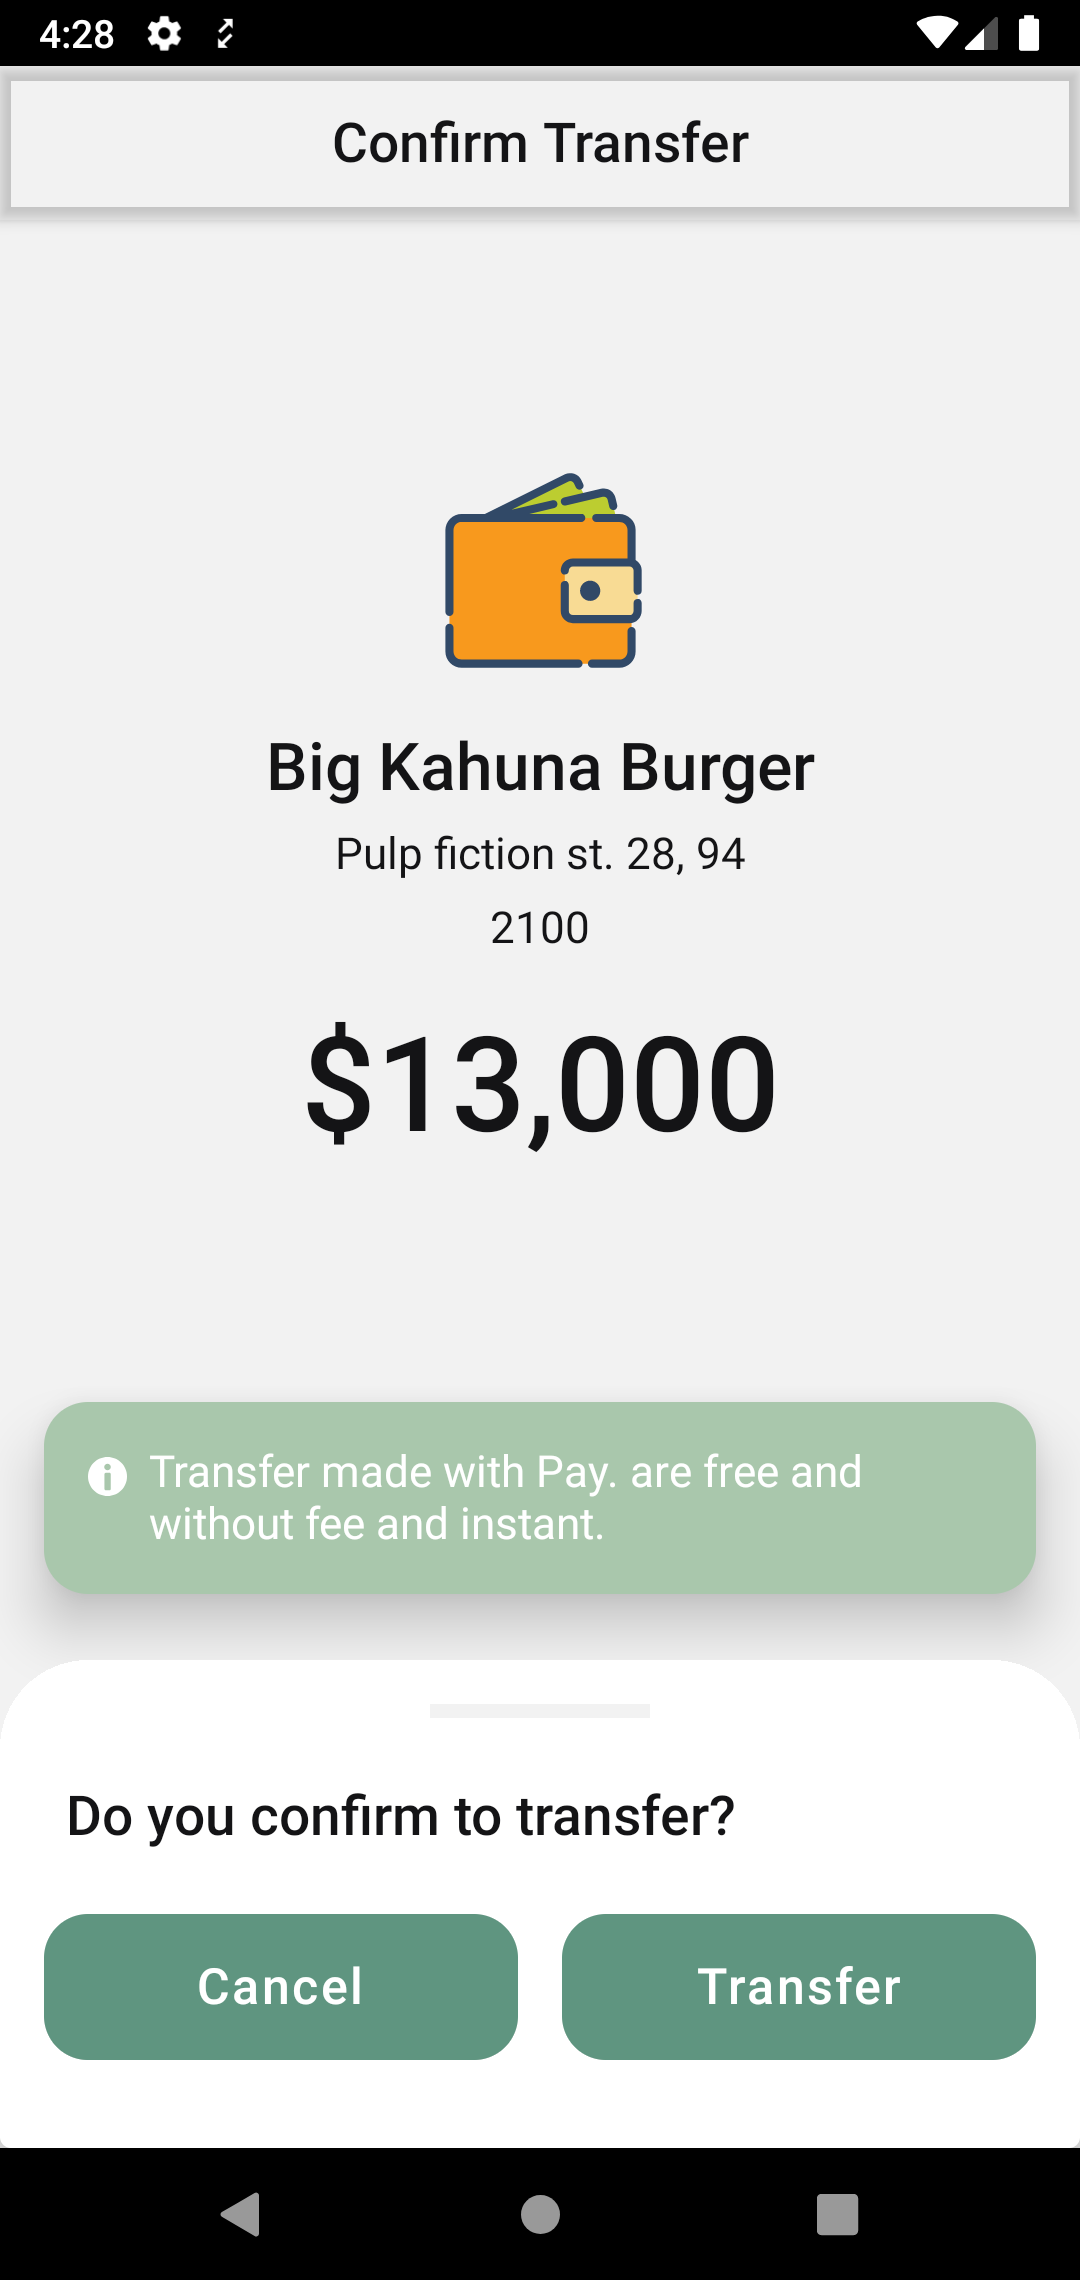 4:28
Confirm Transfer
Big Kahuna Burger
Pulp fiction st. 28, 94
2100
$13,000
Transfer made with Pay. are free and
without fee and instant.
Do you confirm to transfer?
Cancel
Transfer